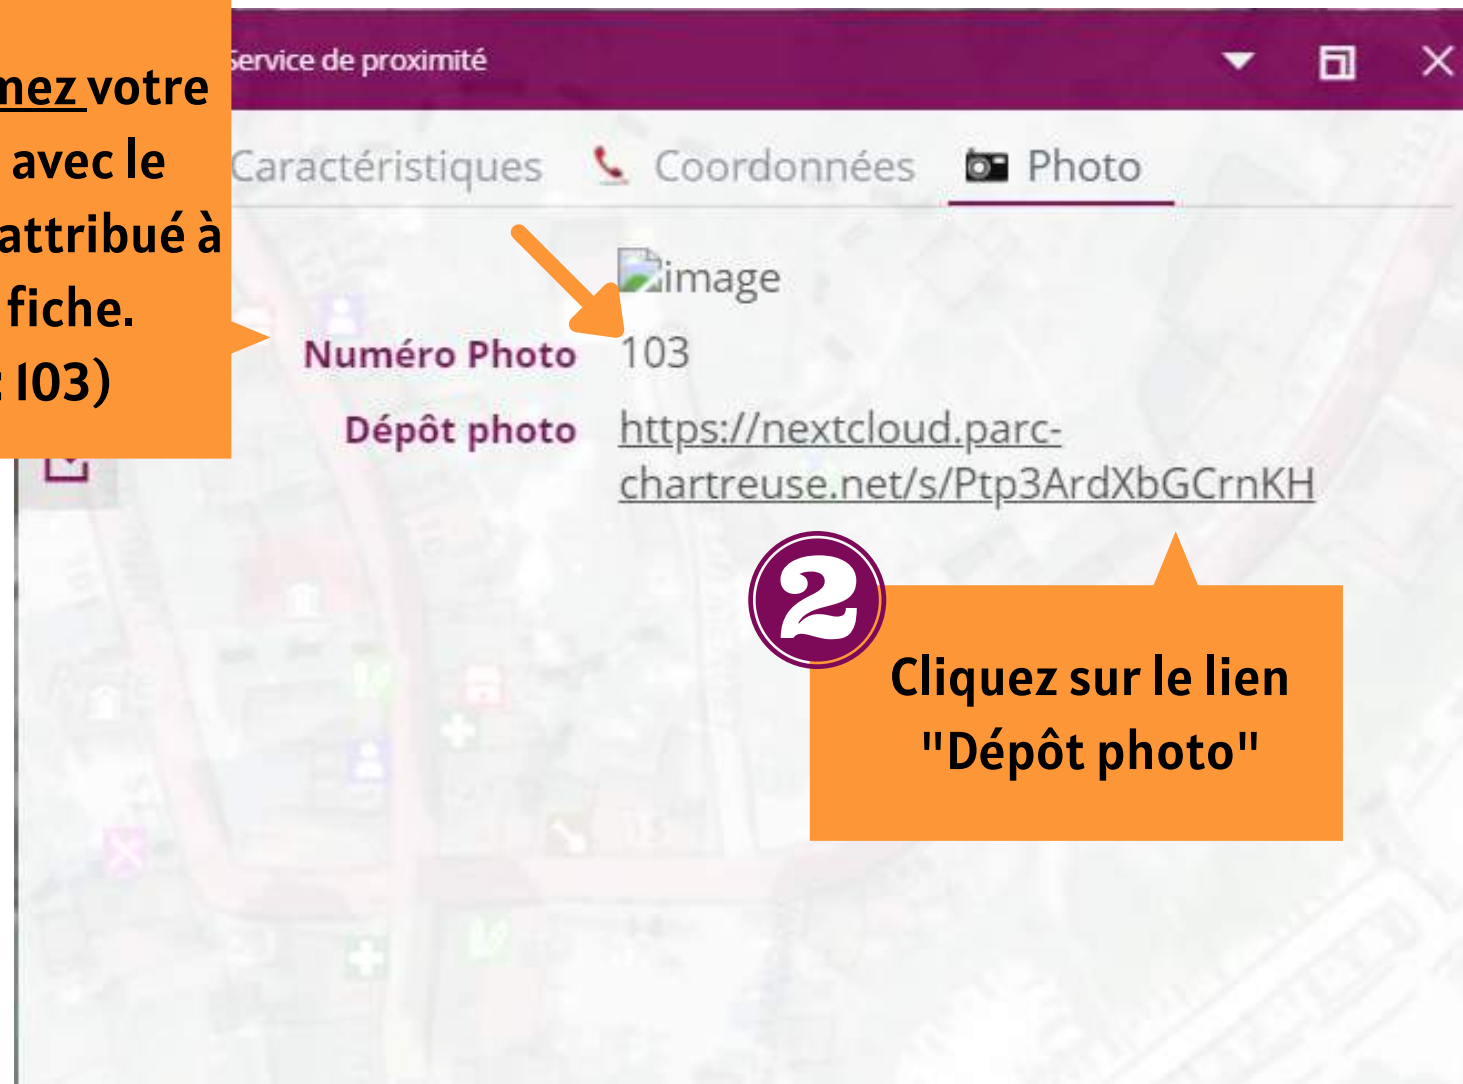 Service de proximité
mez votre
avec le
attribué à
fiche.
: 103)
Caractéristiques
Coordonnées
Photo
image
Numéro Photo 103
Dépôt photo https://nextcloud.parc-
chartreuse.net/s/Ptp3ArdXbGCrnKH
2
Cliquez sur le lien
"Dépôt photo"